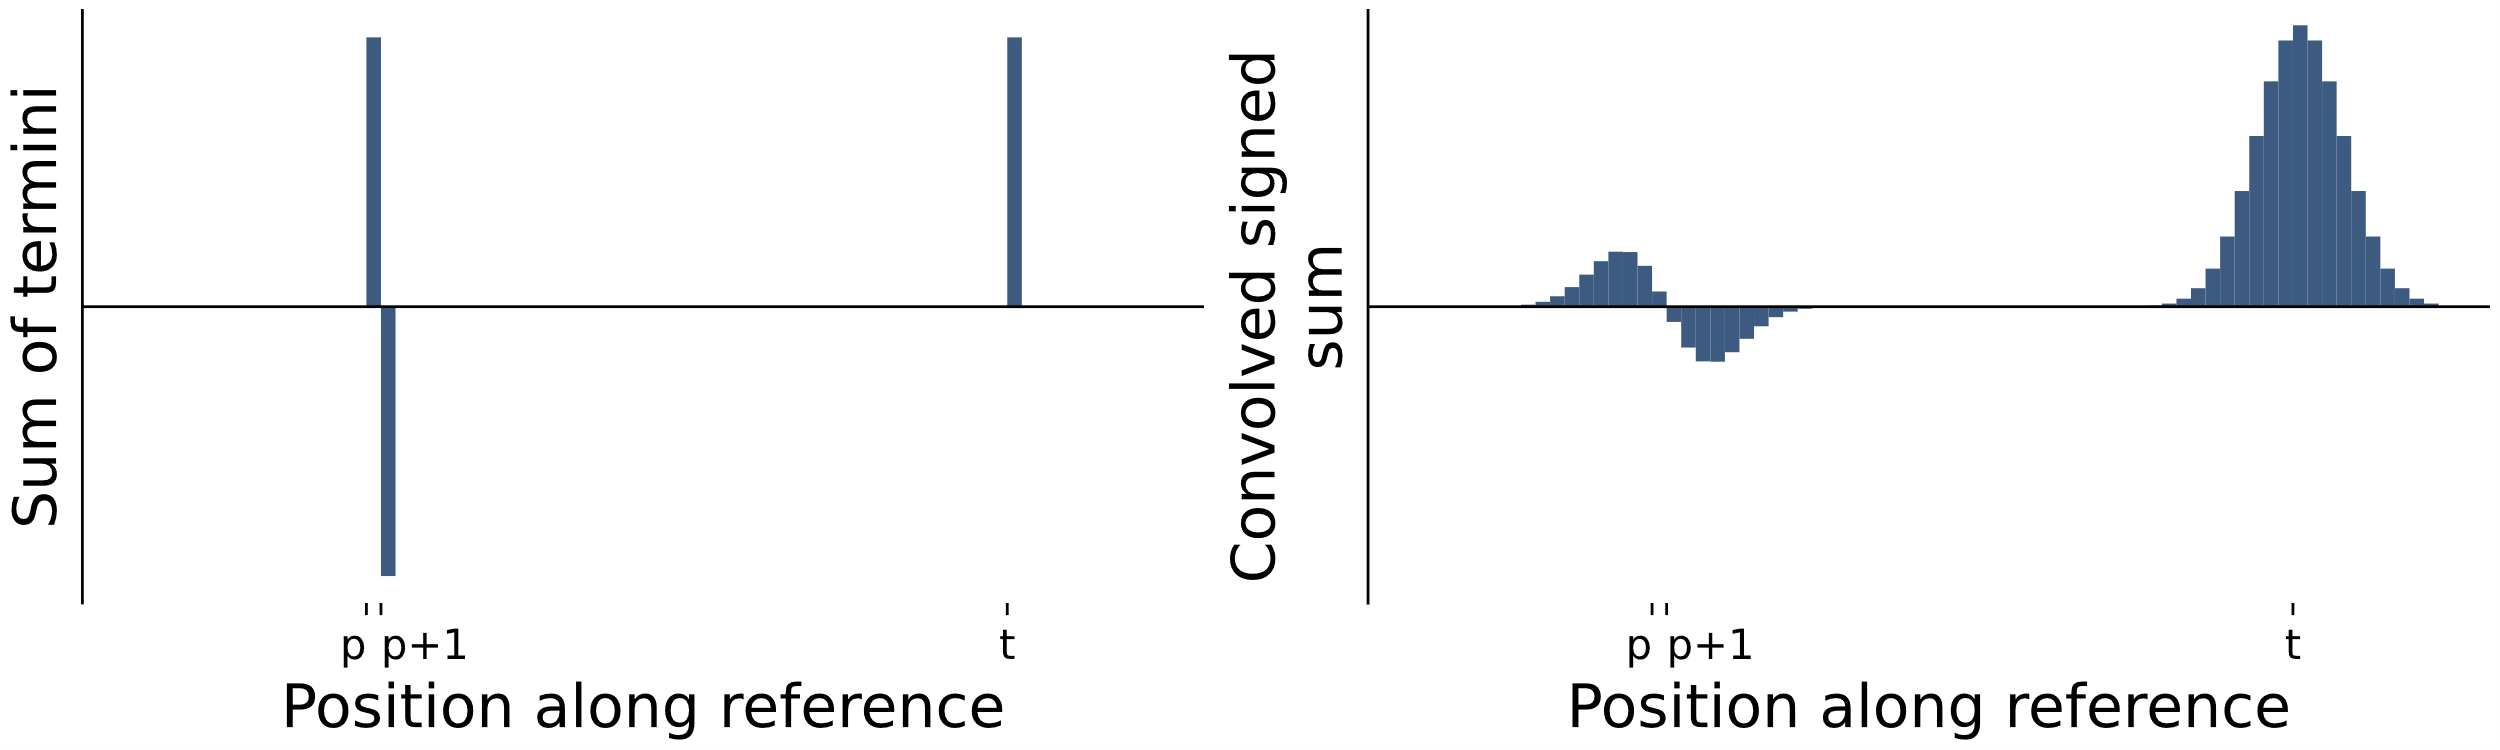 Sum of termini
p p+1
t
Position along reference
Convolved signed
sum
p p+1
t
Position along reference